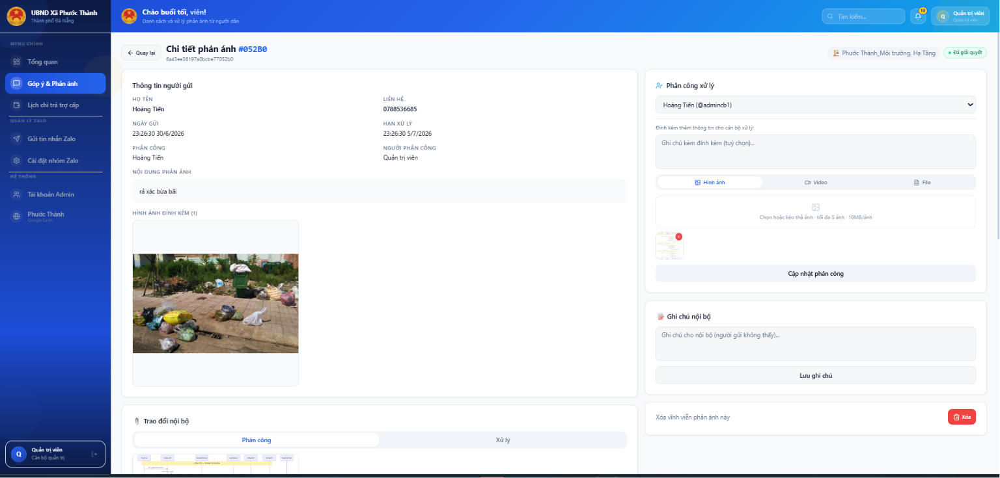 UBND Xã Phước Thành
Thành phố Đà Nẵng
MENU CHÍNH
Tổng quan
Góp ý & Phản ánh
Lịch chi trả trợ cấp
QUẢN LÝ ZALO
Gửi tin nhắn Zalo
Cài đặt nhóm Zalo
HỆ THỐNG
Tài khoản Admin
Phước Thành
Google Earth
Q
Quản trị viên
Cán bộ quản trị
Chào buổi tối, viên!
Danh sách và xử lý phản ánh từ người dân
Tìm kiếm...
10
Q
Quản trị viên
Quản trị viên
Quay lại
Chi tiết phản ánh #052B0
6a43ee36197a0bcbe77052b0
Phước Thành_Môi trường, Hạ Tầng
Đã giải quyết
Thông tin người gửi
HỌ TÊN
Hoàng Tiến
LIÊN HỆ
0788536685
NGÀY GỬI
23:26:30 30/6/2026
HẠN XỬ LÝ
23:26:30 5/7/2026
PHÂN CÔNG
Hoàng Tiến
NGƯỜI PHÂN CÔNG
Quản trị viên
NỘI DUNG PHẢN ÁNH
rả xác bừa bãi
HÌNH ẢNH ĐÍNH KÈM (1)
Trao đổi nội bộ
Phân công
Xử lý
Phân công xử lý
Hoàng Tiến (@admincb1)
Đính kèm thêm thông tin cho cán bộ xử lý:
Ghi chú kèm đính kèm (tuỳ chọn)...
Hình ảnh
Video
File
Chọn hoặc kéo thả ảnh · tối đa 5 ảnh · 10MB/ảnh
Cập nhật phân công
Ghi chú nội bộ
Ghi chú cho nội bộ (người gửi không thấy)...
Lưu ghi chú
Xóa vĩnh viễn phản ánh này
Xóa